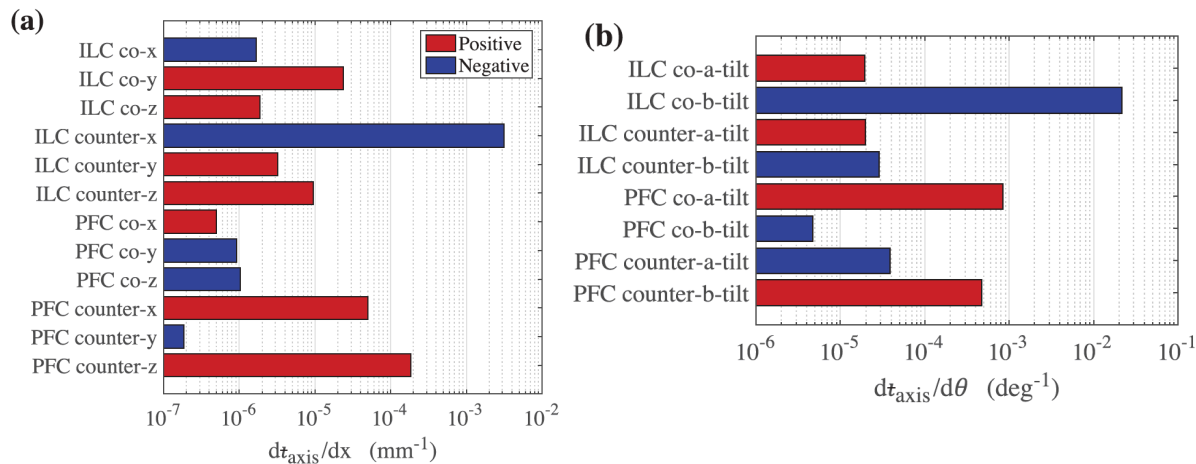 (a)
Positive
Negative
ILC co-x
ILC co-y
ILC co-z
ILC counter-x
ILC counter-y
ILC counter-z
PFC co-x
PFC co-y
PFC co-z
PFC counter-x
PFC counter-y
PFC counter-z
10⁻⁷ 10⁻⁶ 10⁻⁵ 10⁻⁴ 10⁻³ 10⁻²
dt̵axis/dx (mm⁻¹)
(b)
ILC co-a-tilt
ILC co-b-tilt
ILC counter-a-tilt
ILC counter-b-tilt
PFC co-a-tilt
PFC co-b-tilt
PFC counter-a-tilt
PFC counter-b-tilt
10⁻⁶ 10⁻⁵ 10⁻⁴ 10⁻³ 10⁻² 10⁻¹
dt̵axis/dθ (deg⁻¹)